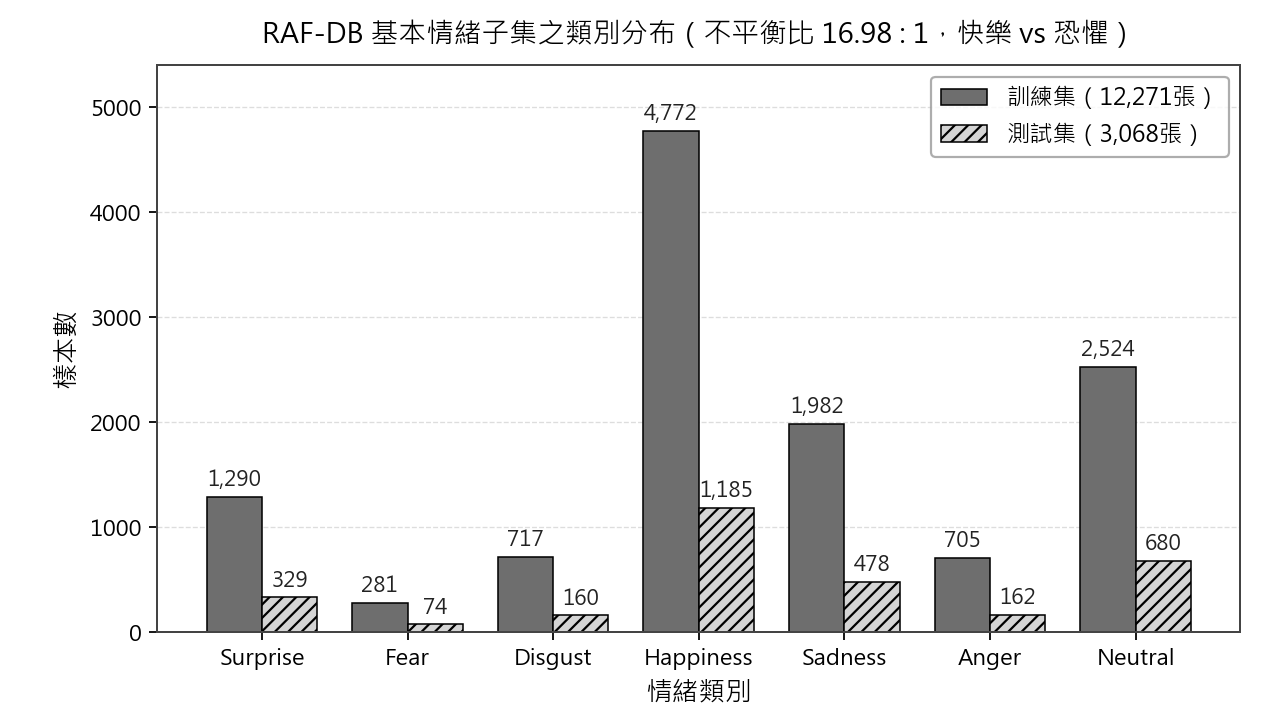 RAF-DB 基本情緒子集之類別分布（不平衡比 16.98 : 1，快樂 vs 恐懼）
訓練集（12,271張）
測試集（3,068張）
樣本數
5000
4000
3000
2000
1000
0
1,290
329
281
74
717
160
4,772
1,185
1,982
478
705
162
2,524
680
Surprise
Fear
Disgust
Happiness
Sadness
Anger
Neutral
情緒類別